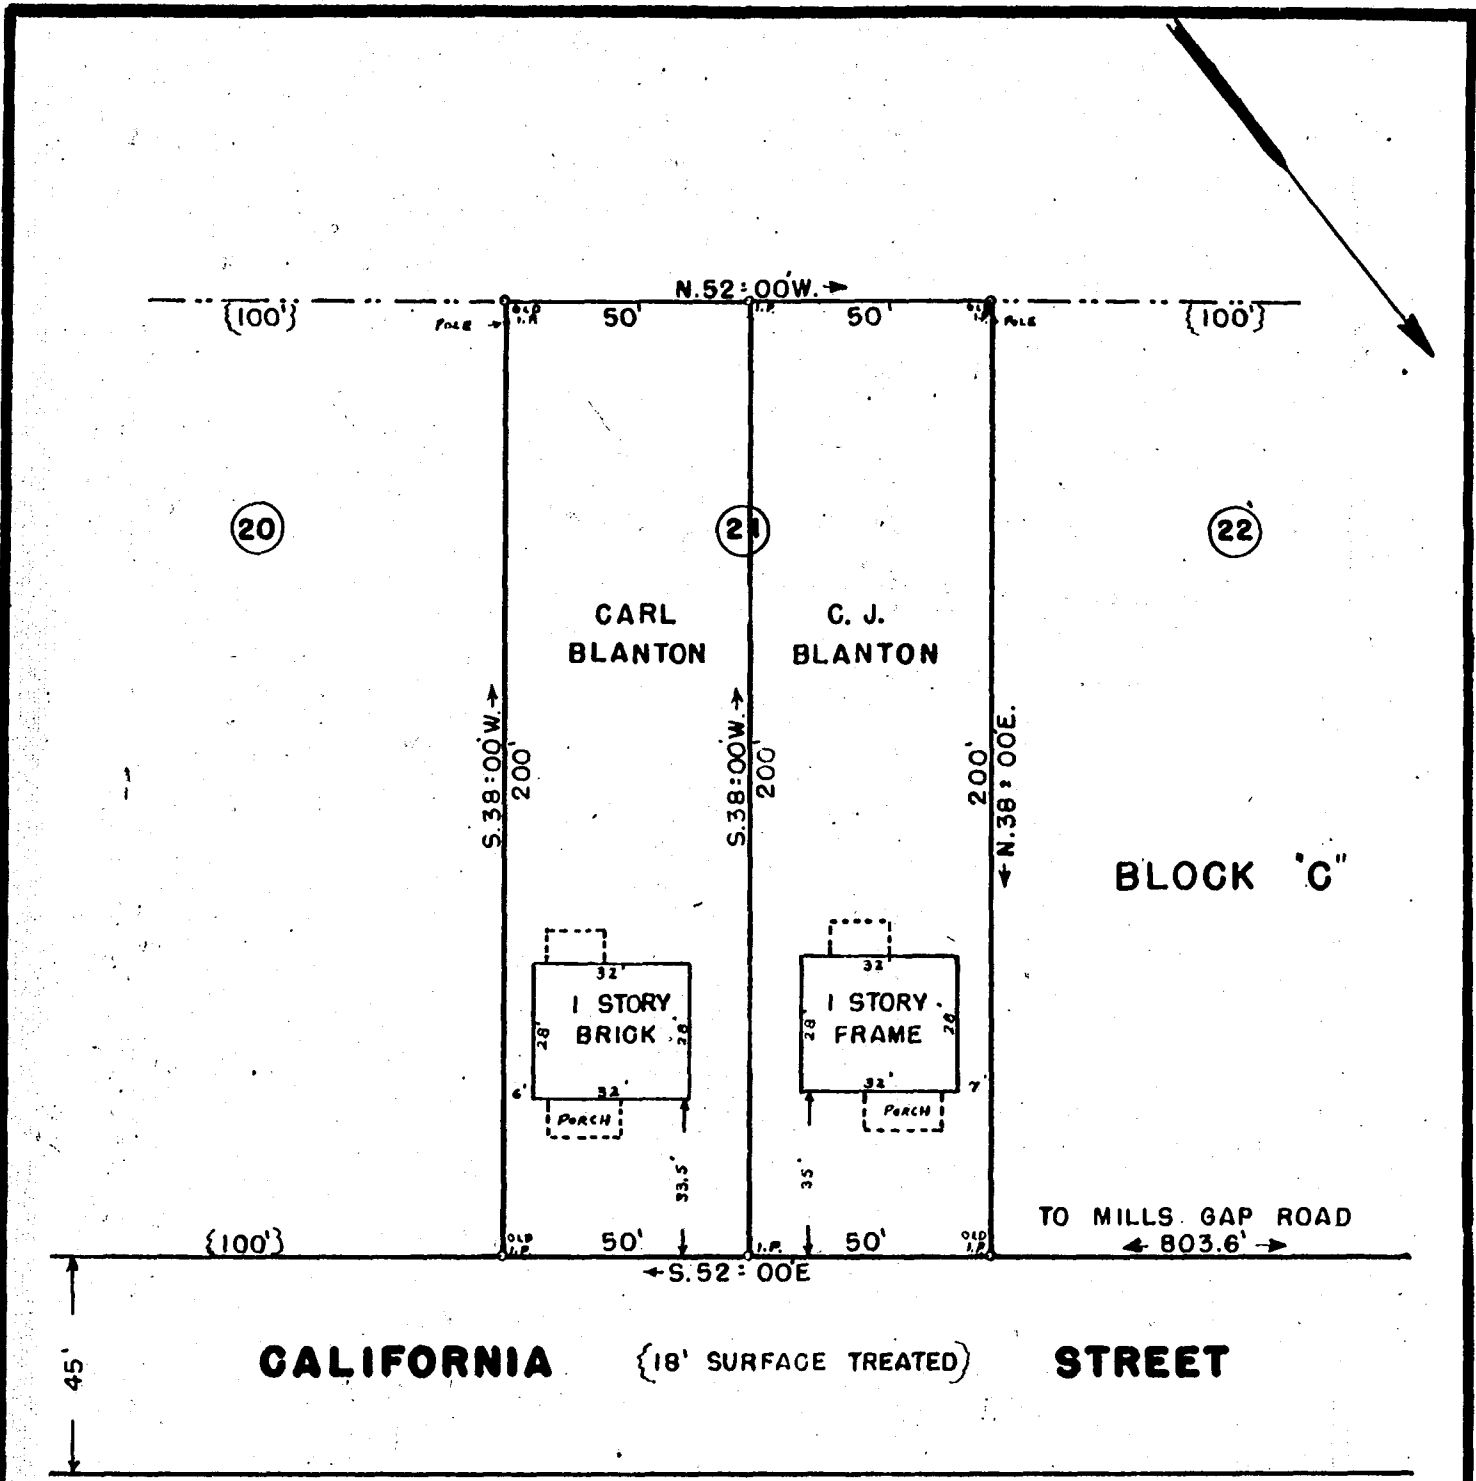 N.52:00'W.
{100'}
POLE
OLD
I.P.
50'
I.P.
50'
OLD
I.P.
POLE
{100'}
20
21
22
CARL
BLANTON
C. J.
BLANTON
S.38:00'W.
200'
S.38:00'W.
200'
200'
N.38:00'E.
BLOCK "C"
32'
1 STORY
BRICK
28'
28'
6'
32'
PORCH
33.5'
32'
1 STORY
FRAME
28'
28'
32'
7'
PORCH
35'
TO MILLS GAP ROAD
803.6'
{100'}
OLD
I.P.
50'
I.P.
50'
OLD
I.P.
S.52:00'E
45'
CALIFORNIA {18' SURFACE TREATED} STREET